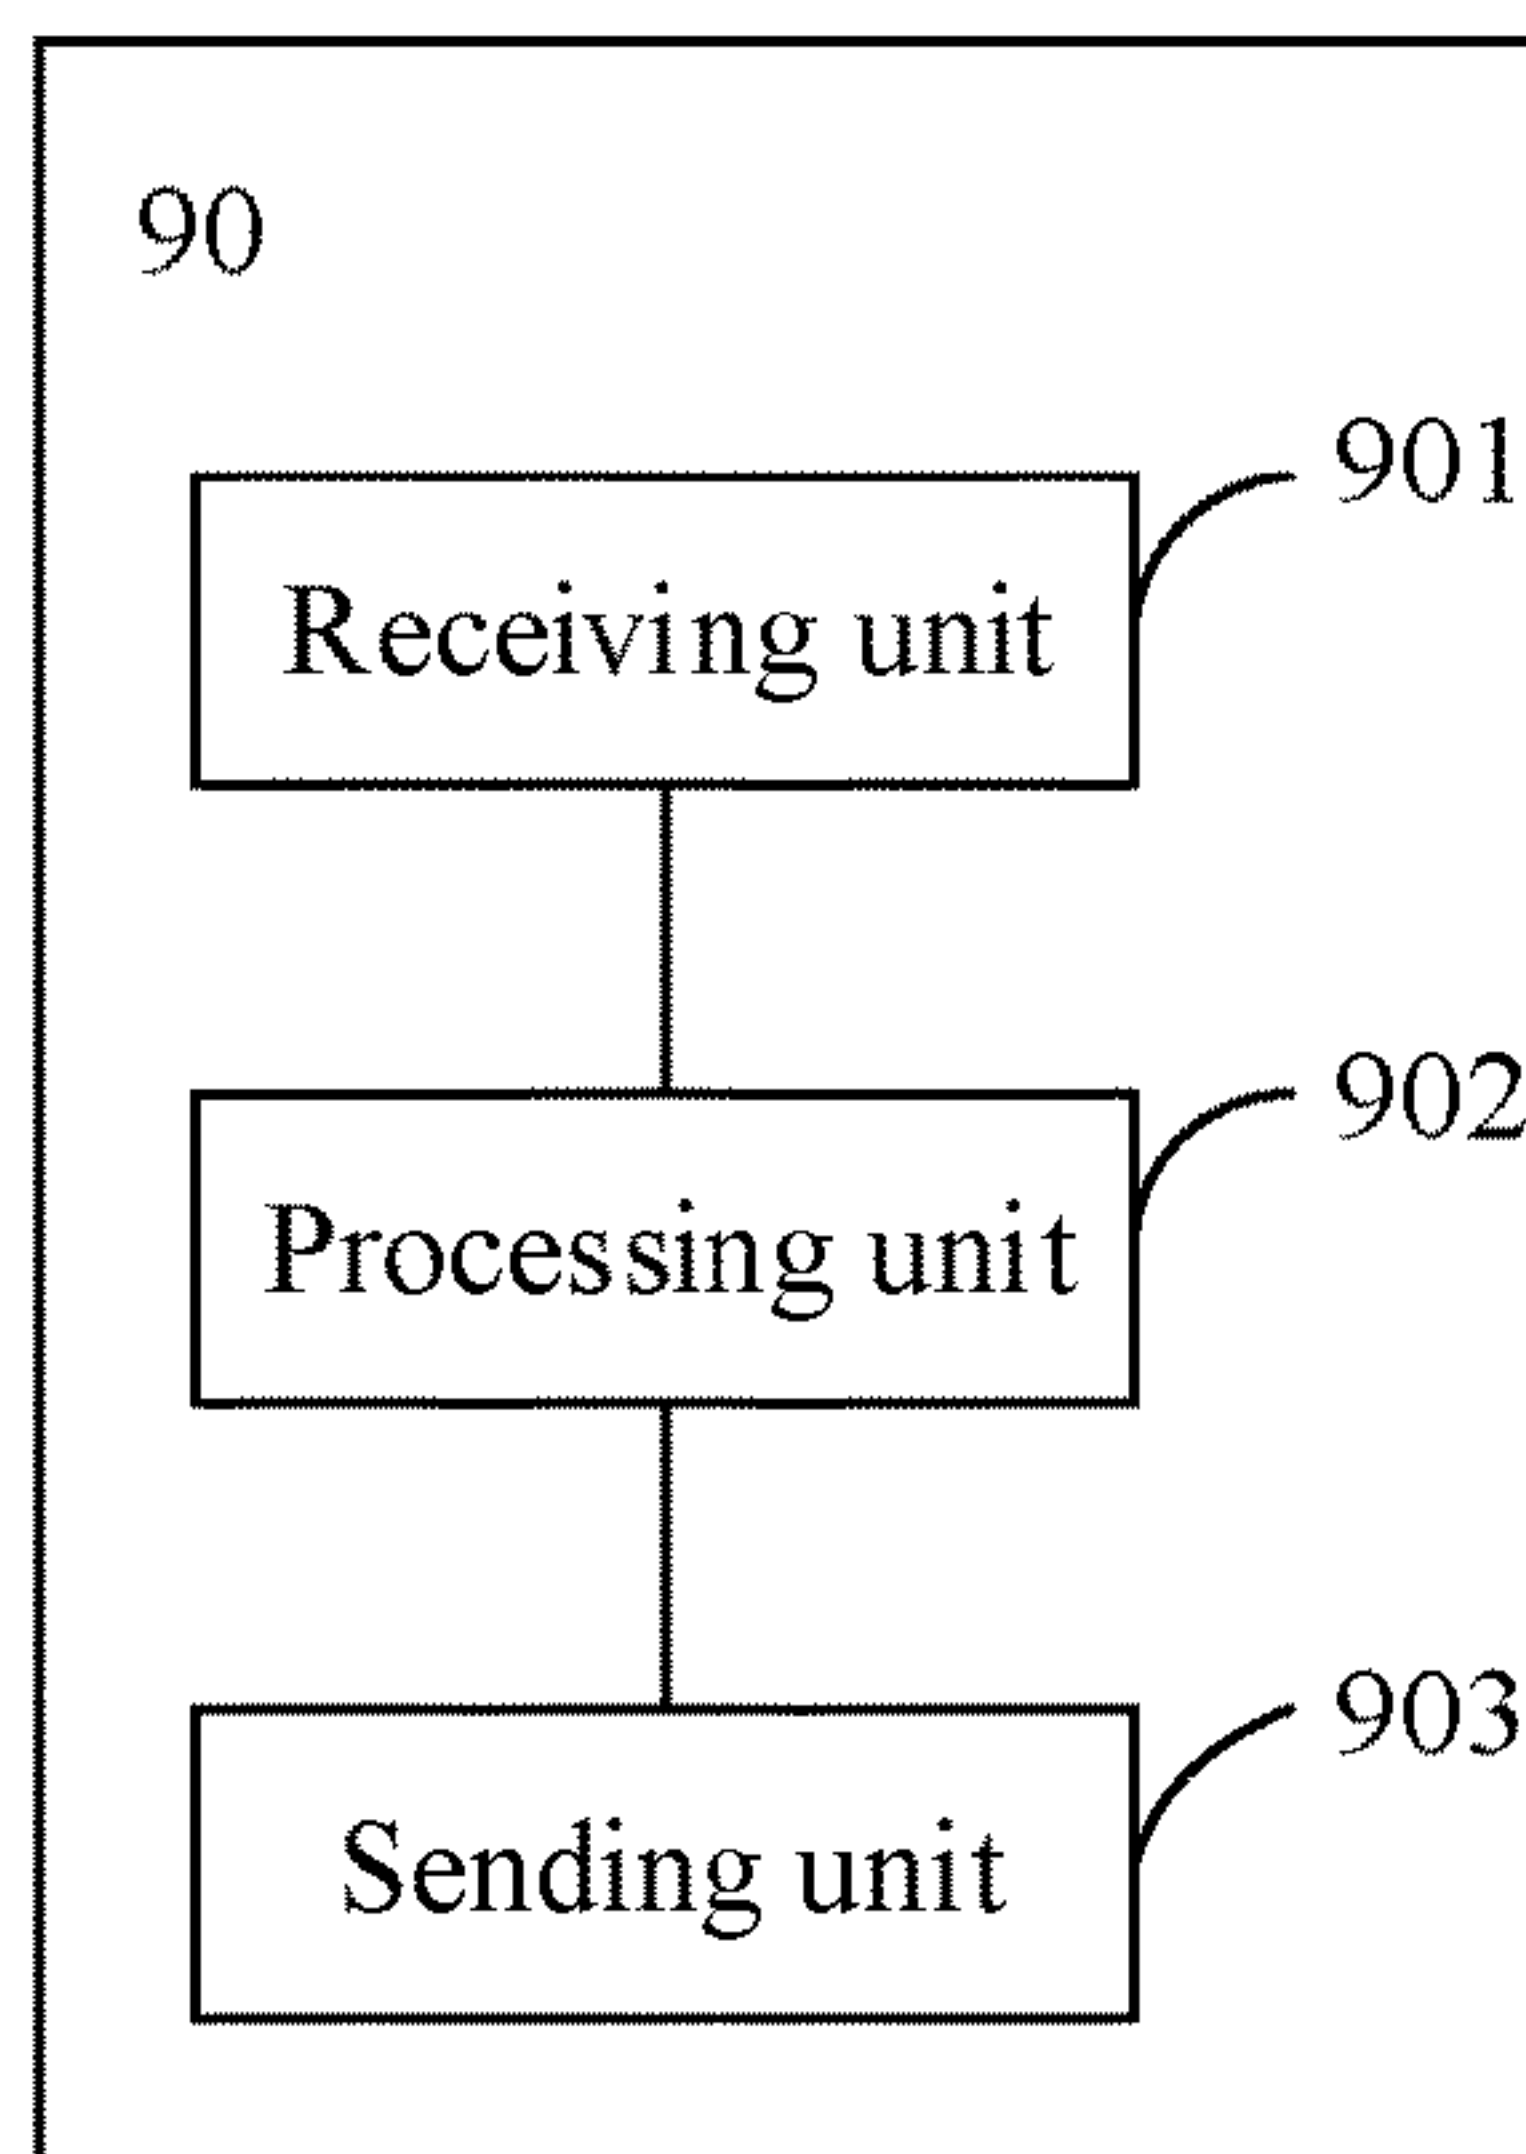 90
901
Receiving unit
902
Processing unit
903
Sending unit